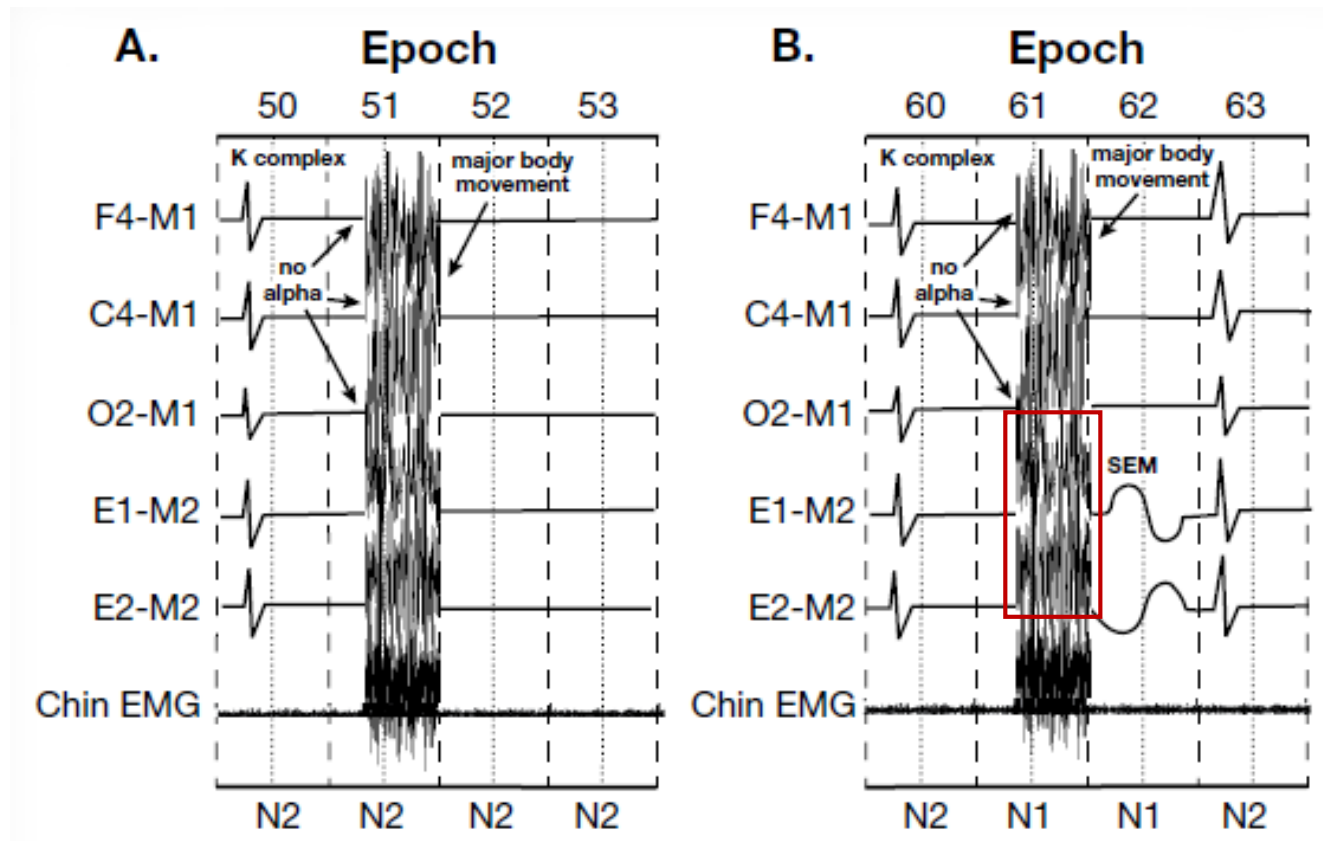 A. Epoch
50 51 52 53
K complex
major body
movement
F4-M1
no
alpha
C4-M1
O2-M1
E1-M2
E2-M2
Chin EMG
N2 N2 N2 N2
B. Epoch
60 61 62 63
K complex
major body
movement
F4-M1
no
alpha
C4-M1
O2-M1
SEM
E1-M2
E2-M2
Chin EMG
N2 N1 N1 N2